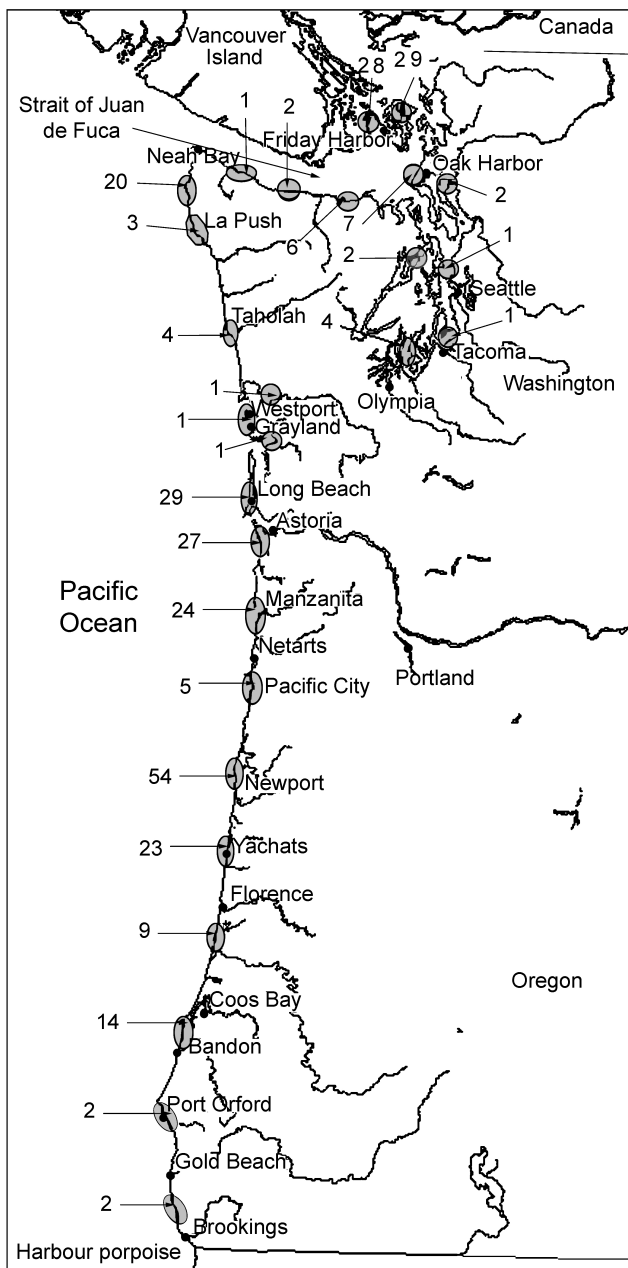 Canada
Vancouver
Island
28
29
Strait of Juan
de Fuca
1
2
Friday Harbor
Neah Bay
Oak Harbor
20
2
La Push
3
6
7
2
1
Seattle
Taholah
4
4
1
Tacoma
Washington
Olympia
1
Westport
1
Grayland
1
Long Beach
29
Astoria
27
Pacific
Ocean
Manzanita
24
Netarts
Portland
5
Pacific City
54
Newport
23
Yachats
Florence
9
Oregon
Coos Bay
14
Bandon
Port Orford
2
Gold Beach
2
Brookings
Harbour porpoise